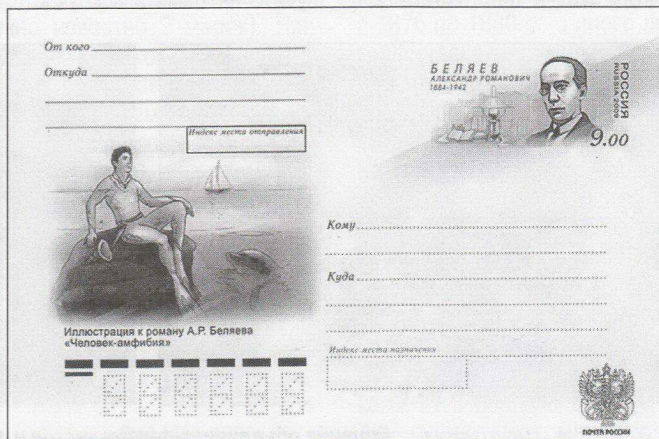 От кого
Откуда
Индекс места отправления
БЕЛЯЕВ
АЛЕКСАНДР РОМАНОВИЧ
1884-1942
РОССИЯ
RUSSIA 2009
9.00
Кому
Куда
Иллюстрация к роману А.Р. Беляева
«Человек-амфибия»
Индекс места назначения
ПОЧТА РОССИИ